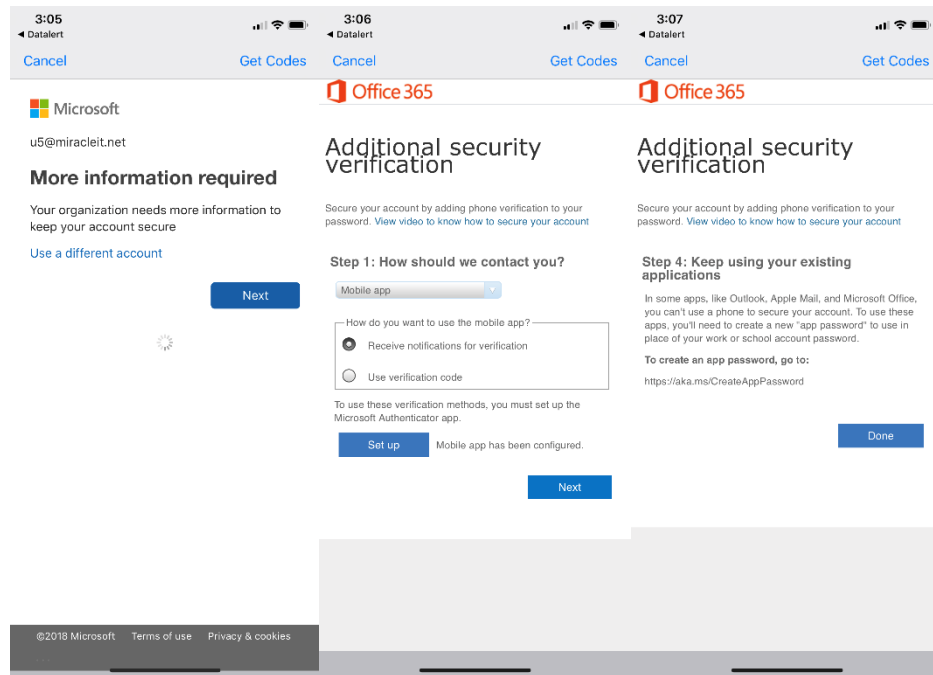 3:05
◀ Datalert
Cancel
Get Codes
Microsoft
u5@miracleit.net
More information required
Your organization needs more information to
keep your account secure
Use a different account
Next
©2018 Microsoft Terms of use Privacy & cookies
...
3:06
◀ Datalert
Cancel
Get Codes
Office 365
Additional security
verification
Secure your account by adding phone verification to your
password. View video to know how to secure your account
Step 1: How should we contact you?
Mobile app
How do you want to use the mobile app?
Receive notifications for verification
Use verification code
To use these verification methods, you must set up the
Microsoft Authenticator app.
Set up
Mobile app has been configured.
Next
3:07
◀ Datalert
Cancel
Get Codes
Office 365
Additional security
verification
Secure your account by adding phone verification to your
password. View video to know how to secure your account
Step 4: Keep using your existing
applications
In some apps, like Outlook, Apple Mail, and Microsoft Office,
you can't use a phone to secure your account. To use these
apps, you'll need to create a new "app password" to use in
place of your work or school account password.
To create an app password, go to:
https://aka.ms/CreateAppPassword
Done